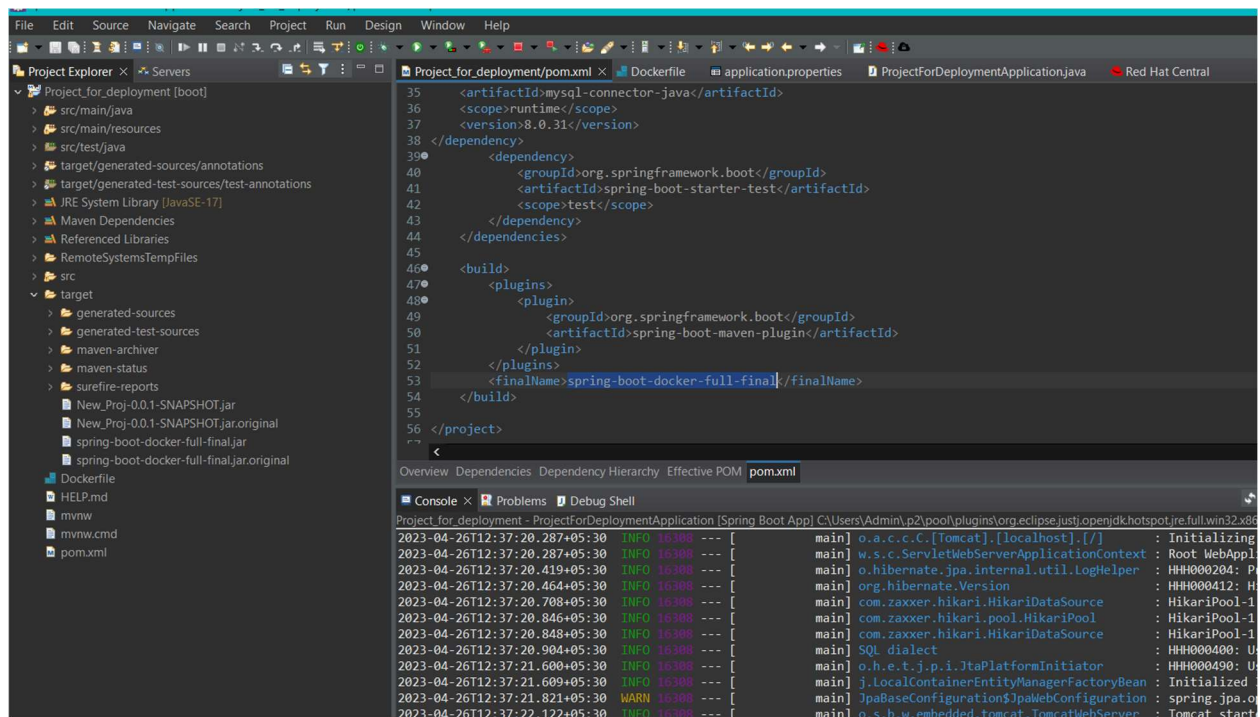 File Edit Source Navigate Search Project Run Design Window Help
Project Explorer Servers
Project_for_deployment [boot]
src/main/java
src/main/resources
src/test/java
target/generated-sources/annotations
target/generated-test-sources/test-annotations
JRE System Library [JavaSE-17]
Maven Dependencies
Referenced Libraries
RemoteSystemsTempFiles
src
target
generated-sources
generated-test-sources
maven-archiver
maven-status
surefire-reports
New_Proj-0.0.1-SNAPSHOT.jar
New_Proj-0.0.1-SNAPSHOT.jar.original
spring-boot-docker-full-final.jar
spring-boot-docker-full-final.jar.original
Dockerfile
HELP.md
mvnw
mvnw.cmd
pom.xml
Project_for_deployment/pom.xml Dockerfile application.properties ProjectForDeploymentApplication.java Red Hat Central
35 <artifactId>mysql-connector-java</artifactId>
36 <scope>runtime</scope>
37 <version>8.0.31</version>
38 </dependency>
39 <dependency>
40 <groupId>org.springframework.boot</groupId>
41 <artifactId>spring-boot-starter-test</artifactId>
42 <scope>test</scope>
43 </dependency>
44 </dependencies>
45
46 <build>
47 <plugins>
48 <plugin>
49 <groupId>org.springframework.boot</groupId>
50 <artifactId>spring-boot-maven-plugin</artifactId>
51 </plugin>
52 </plugins>
53 <finalName>spring-boot-docker-full-final</finalName>
54 </build>
55
56 </project>
Overview Dependencies Dependency Hierarchy Effective POM pom.xml
Console Problems Debug Shell
Project_for_deployment - ProjectForDeploymentApplication [Spring Boot App] C:\Users\Admin\.p2\pool\plugins\org.eclipse.justj.openjdk.hotspot.jre.full.win32.x86
2023-04-26T12:37:20.287+05:30 INFO 16308 --- [ main] o.a.c.c.C.[Tomcat].[localhost].[/] : Initializing
2023-04-26T12:37:20.287+05:30 INFO 16308 --- [ main] w.s.c.ServletWebServerApplicationContext : Root WebAppl
2023-04-26T12:37:20.419+05:30 INFO 16308 --- [ main] o.hibernate.jpa.internal.util.LogHelper : HHH000204: P
2023-04-26T12:37:20.464+05:30 INFO 16308 --- [ main] org.hibernate.Version : HHH000412: H
2023-04-26T12:37:20.708+05:30 INFO 16308 --- [ main] com.zaxxer.hikari.HikariDataSource : HikariPool-1
2023-04-26T12:37:20.846+05:30 INFO 16308 --- [ main] com.zaxxer.hikari.pool.HikariPool : HikariPool-1
2023-04-26T12:37:20.848+05:30 INFO 16308 --- [ main] com.zaxxer.hikari.HikariDataSource : HikariPool-1
2023-04-26T12:37:20.904+05:30 INFO 16308 --- [ main] SQL dialect : HHH000400: U
2023-04-26T12:37:21.600+05:30 INFO 16308 --- [ main] o.h.e.t.j.p.i.JtaPlatformInitiator : HHH000490: U
2023-04-26T12:37:21.609+05:30 INFO 16308 --- [ main] j.LocalContainerEntityManagerFactoryBean : Initialized
2023-04-26T12:37:21.821+05:30 WARN 16308 --- [ main] JpaBaseConfiguration$JpaWebConfiguration : spring.jpa.o
2023-04-26T12:37:22.122+05:30 INFO 16308 --- [ main] o.s.b.w.embedded.tomcat.TomcatWebServer : Tomcat start